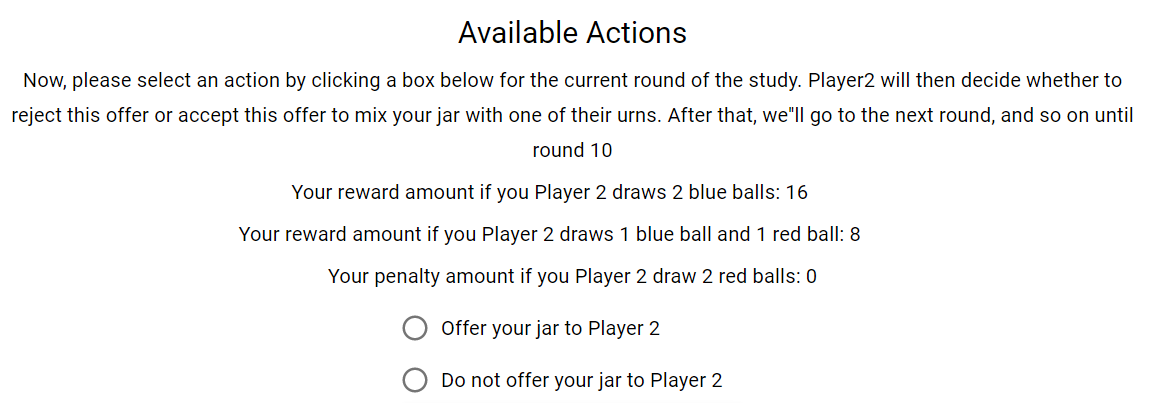 Available Actions
Now, please select an action by clicking a box below for the current round of the study. Player2 will then decide whether to
reject this offer or accept this offer to mix your jar with one of their urns. After that, we"ll go to the next round, and so on until
round 10
Your reward amount if you Player 2 draws 2 blue balls: 16
Your reward amount if you Player 2 draws 1 blue ball and 1 red ball: 8
Your penalty amount if you Player 2 draw 2 red balls: 0
Offer your jar to Player 2
Do not offer your jar to Player 2